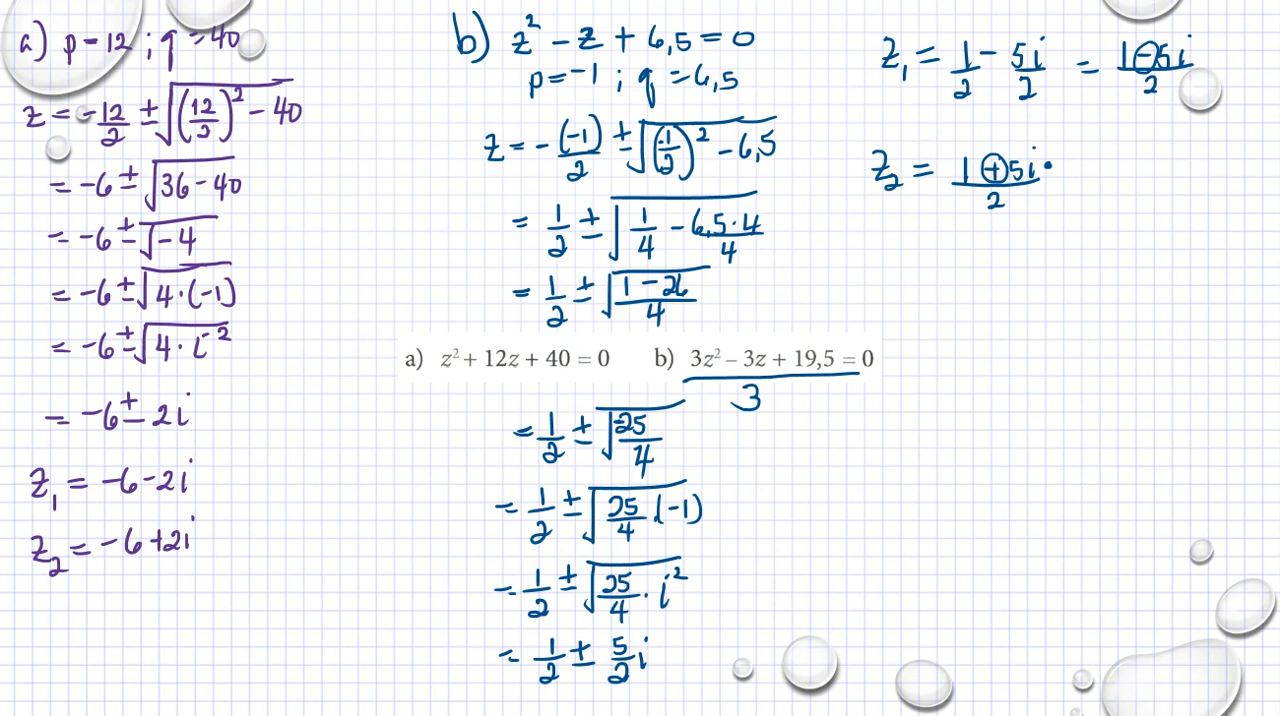 a) p = 12 ; q = 40
z = -12/2 ± √((12/2)² - 40)
= -6 ± √(36 - 40)
= -6 ± √(-4)
= -6 ± √(4 · (-1))
= -6 ± √(4 · i²)
= -6 ± 2i
z₁ = -6 - 2i
z₂ = -6 + 2i
b) z² - z + 6,5 = 0
p = -1 ; q = 6,5
z = -(-1)/2 ± √((-1/2)² - 6,5)
= 1/2 ± √(1/4 - 6,5·4/4)
= 1/2 ± √((1 - 26)/4)
a) z² + 12z + 40 = 0 b) 3z² – 3z + 19,5 = 0
3
= 1/2 ± √(-25/4)
= 1/2 ± √(25/4 · (-1))
= 1/2 ± √(25/4 · i²)
= 1/2 ± 5/2 i
z₁ = 1/2 - 5i/2 = (1 - 5i)/2
z₂ = (1 + 5i)/2